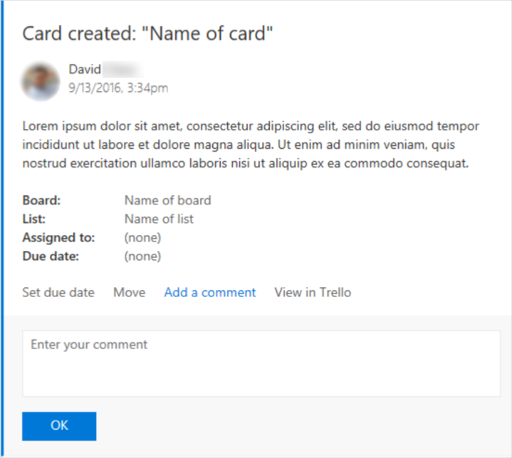 Card created: "Name of card"
David
9/13/2016, 3:34pm
Lorem ipsum dolor sit amet, consectetur adipiscing elit, sed do eiusmod tempor
incididunt ut labore et dolore magna aliqua. Ut enim ad minim veniam, quis
nostrud exercitation ullamco laboris nisi ut aliquip ex ea commodo consequat.
Board: Name of board
List: Name of list
Assigned to: (none)
Due date: (none)
Set due date Move Add a comment View in Trello
Enter your comment
OK